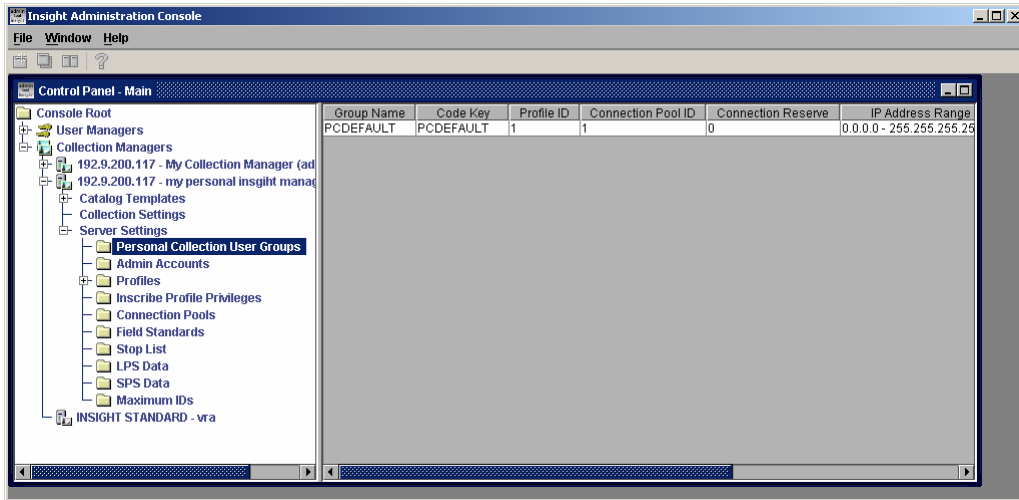 Insight Administration Console
File Window Help
Control Panel - Main
Console Root
User Managers
Collection Managers
192.9.200.117 - My Collection Manager (ad
192.9.200.117 - my personal insgiht manag
Catalog Templates
Collection Settings
Server Settings
Personal Collection User Groups
Admin Accounts
Profiles
Inscribe Profile Privileges
Connection Pools
Field Standards
Stop List
LPS Data
SPS Data
Maximum IDs
INSIGHT STANDARD - vra
Group Name Code Key Profile ID Connection Pool ID Connection Reserve IP Address Range
PCDEFAULT PCDEFAULT 1 1 0 0.0.0.0 - 255.255.255.25